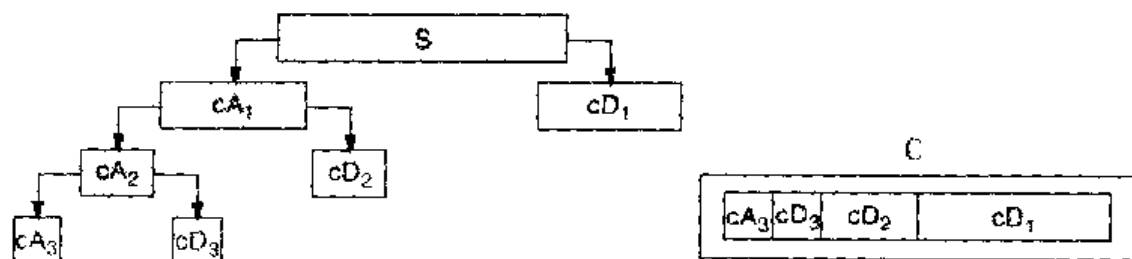 S
cA₁
cD₁
cA₂
cD₂
C
cA₃
cD₃
cA₃ cD₃ cD₂ cD₁